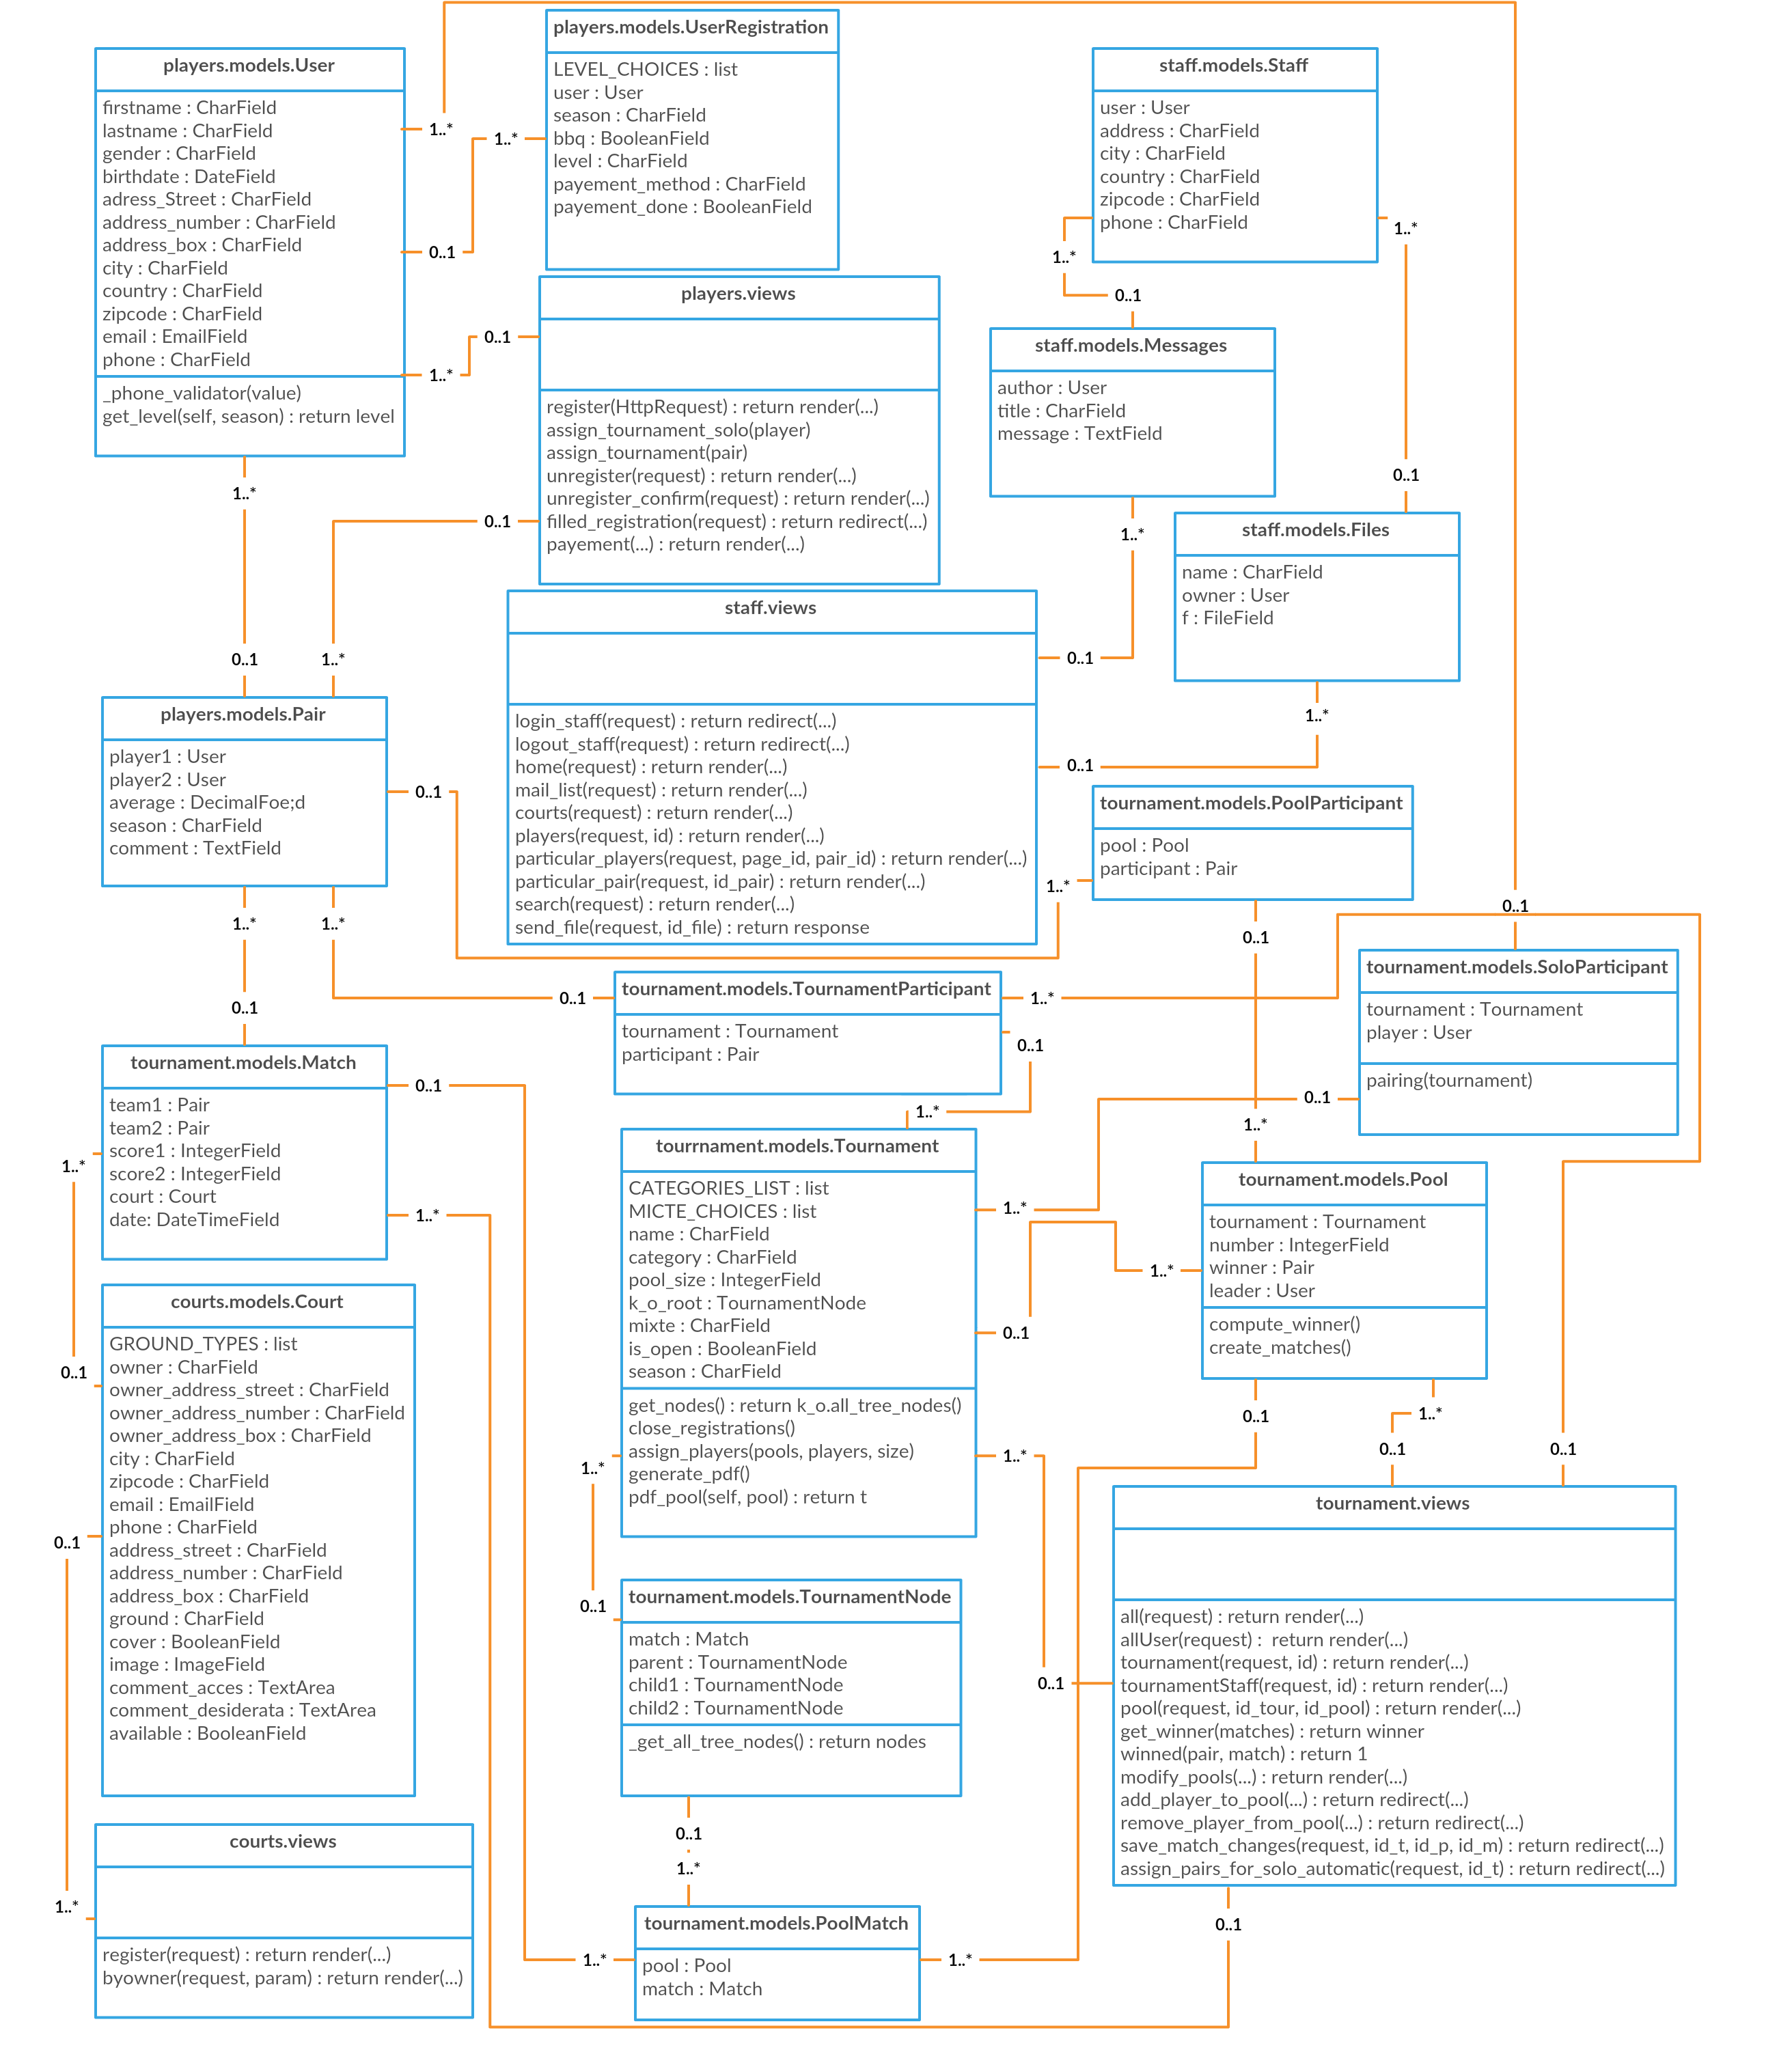 players.models.User
firstname : CharField
lastname : CharField
gender : CharField
birthdate : DateField
adress_Street : CharField
address_number : CharField
address_box : CharField
city : CharField
country : CharField
zipcode : CharField
email : EmailField
phone : CharField
_phone_validator(value)
get_level(self, season) : return level
1..*
0..1
1..*
1..*
players.models.UserRegistration
LEVEL_CHOICES : list
user : User
season : CharField
bbq : BooleanField
level : CharField
payement_method : CharField
payement_done : BooleanField
1..*
players.views
register(HttpRequest) : return render(...)
assign_tournament_solo(player)
assign_tournament(pair)
unregister(request) : return render(...)
unregister_confirm(request) : return render(...)
filled_registration(request) : return redirect(...)
payement(...) : return render(...)
0..1
0..1
staff.models.Staff
user : User
address : CharField
city : CharField
country : CharField
zipcode : CharField
phone : CharField
1..*
1..*
staff.models.Messages
author : User
title : CharField
message : TextField
0..1
1..*
staff.models.Files
name : CharField
owner : User
f : FileField
0..1
1..*
staff.views
login_staff(request) : return redirect(...)
logout_staff(request) : return redirect(...)
home(request) : return render(...)
mail_list(request) : return render(...)
courts(request) : return render(...)
players(request, id) : return render(...)
particular_players(request, page_id, pair_id) : return render(...)
particular_pair(request, id_pair) : return render(...)
search(request) : return render(...)
send_file(request, id_file) : return response
0..1
0..1
0..1
1..*
players.models.Pair
player1 : User
player2 : User
average : DecimalFoe;d
season : CharField
comment : TextField
0..1
1..*
1..*
tournament.models.PoolParticipant
pool : Pool
participant : Pair
1..*
0..1
0..1
tournament.models.SoloParticipant
tournament : Tournament
player : User
pairing(tournament)
0..1
tournament.models.TournamentParticipant
tournament : Tournament
participant : Pair
0..1
1..*
0..1
0..1
tournament.models.Match
team1 : Pair
team2 : Pair
score1 : IntegerField
score2 : IntegerField
court : Court
date: DateTimeField
0..1
1..*
1..*
1..*
tourrnament.models.Tournament
CATEGORIES_LIST : list
MICTE_CHOICES : list
name : CharField
category : CharField
pool_size : IntegerField
k_o_root : TournamentNode
mixte : CharField
is_open : BooleanField
season : CharField
get_nodes() : return k_o.all_tree_nodes()
close_registrations()
assign_players(pools, players, size)
generate_pdf()
pdf_pool(self, pool) : return t
1..*
0..1
1..*
1..*
1..*
tournament.models.Pool
tournament : Tournament
number : IntegerField
winner : Pair
leader : User
compute_winner()
create_matches()
1..*
0..1
1..*
courts.models.Court
GROUND_TYPES : list
owner : CharField
owner_address_street : CharField
owner_address_number : CharField
owner_address_box : CharField
city : CharField
zipcode : CharField
email : EmailField
phone : CharField
address_street : CharField
address_number : CharField
address_box : CharField
ground : CharField
cover : BooleanField
image : ImageField
comment_acces : TextArea
comment_desiderata : TextArea
available : BooleanField
0..1
0..1
tournament.models.TournamentNode
match : Match
parent : TournamentNode
child1 : TournamentNode
child2 : TournamentNode
_get_all_tree_nodes() : return nodes
0..1
0..1
tournament.views
all(request) : return render(...)
allUser(request) :  return render(...)
tournament(request, id) : return render(...)
tournamentStaff(request, id) : return render(...)
pool(request, id_tour, id_pool) : return render(...)
get_winner(matches) : return winner
winned(pair, match) : return 1
modify_pools(...) : return render(...)
add_player_to_pool(...) : return redirect(...)
remove_player_from_pool(...) : return redirect(...)
save_match_changes(request, id_t, id_p, id_m) : return redirect(...)
assign_pairs_for_solo_automatic(request, id_t) : return redirect(...)
0..1
0..1
0..1
0..1
courts.views
register(request) : return render(...)
byowner(request, param) : return render(...)
1..*
1..*
tournament.models.PoolMatch
pool : Pool
match : Match
1..*
1..*